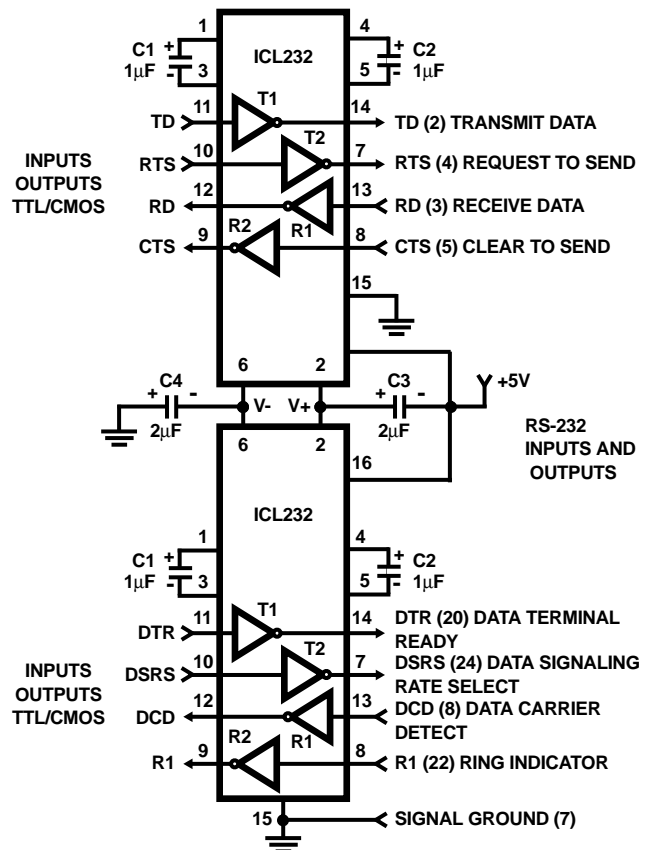 1
4
C1 +
ICL232
+ C2
1µF -
3
5
- 1µF
T1
11
14
TD
TD (2) TRANSMIT DATA
T2
10
7
RTS
RTS (4) REQUEST TO SEND
INPUTS
OUTPUTS
TTL/CMOS
12
13
RD
RD (3) RECEIVE DATA
R2
R1
9
8
CTS
CTS (5) CLEAR TO SEND
15
6
2
C4
+ -
2µF
V-
V+
C3
+ -
2µF
+5V
RS-232
INPUTS AND
OUTPUTS
6
2
16
ICL232
1
4
C1 +
+ C2
1µF -
3
5
- 1µF
T1
11
14
DTR
DTR (20) DATA TERMINAL
READY
T2
10
7
DSRS
DSRS (24) DATA SIGNALING
RATE SELECT
INPUTS
OUTPUTS
TTL/CMOS
12
13
DCD
DCD (8) DATA CARRIER
DETECT
R2
R1
9
8
R1
R1 (22) RING INDICATOR
15
SIGNAL GROUND (7)